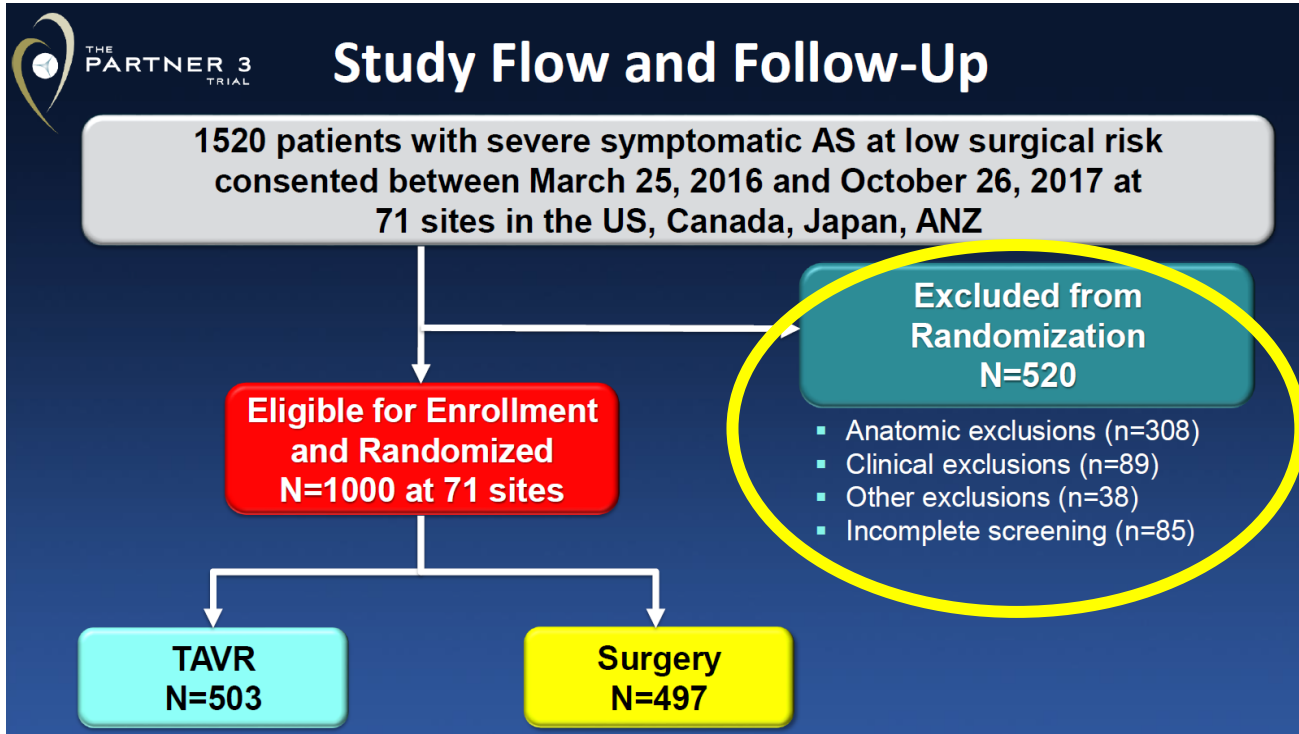 THE
PARTNER 3
TRIAL
Study Flow and Follow-Up
1520 patients with severe symptomatic AS at low surgical risk
consented between March 25, 2016 and October 26, 2017 at
71 sites in the US, Canada, Japan, ANZ
Excluded from
Randomization
N=520
▪ Anatomic exclusions (n=308)
▪ Clinical exclusions (n=89)
▪ Other exclusions (n=38)
▪ Incomplete screening (n=85)
Eligible for Enrollment
and Randomized
N=1000 at 71 sites
TAVR
N=503
Surgery
N=497